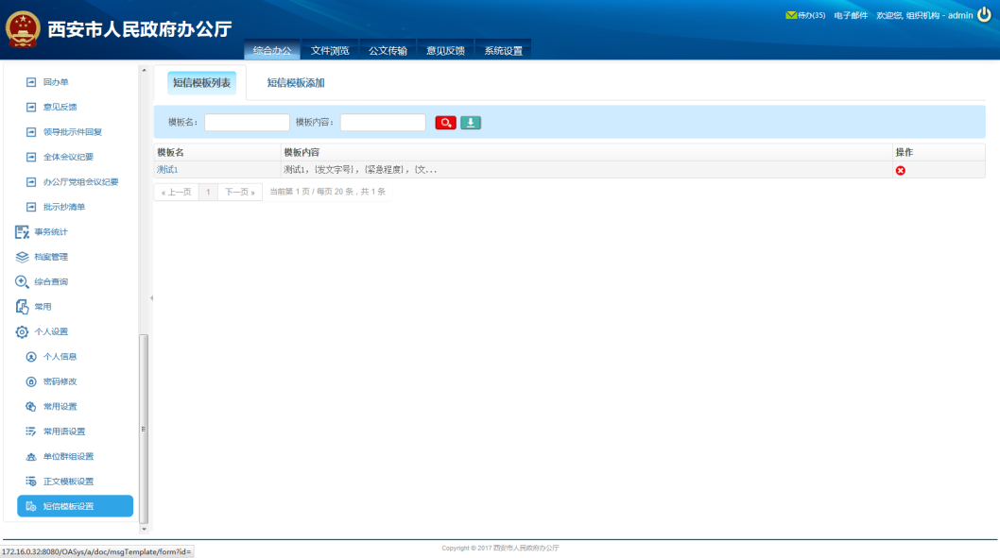 西安市人民政府办公厅
待办(35) 电子邮件 欢迎您, 组织机构 - admin
综合办公 文件浏览 公文传输 意见反馈 系统设置
回办单
意见反馈
领导批示件回复
全体会议纪要
办公厅党组会议纪要
批示抄清单
事务统计
档案管理
综合查询
常用
个人设置
个人信息
密码修改
常用设置
常用语设置
单位群组设置
正文模板设置
短信模板设置
短信模板列表 短信模板添加
模板名: 模板内容:
模板名 模板内容 操作
测试1 测试1, {发文字号}, {紧急程度}, {文...
« 上一页 1 下一页 » 当前第 1 页 / 每页 20 条 , 共 1 条
Copyright © 2017 西安市人民政府办公厅
172.16.0.32:8080/OASys/a/doc/msgTemplate/form?id=